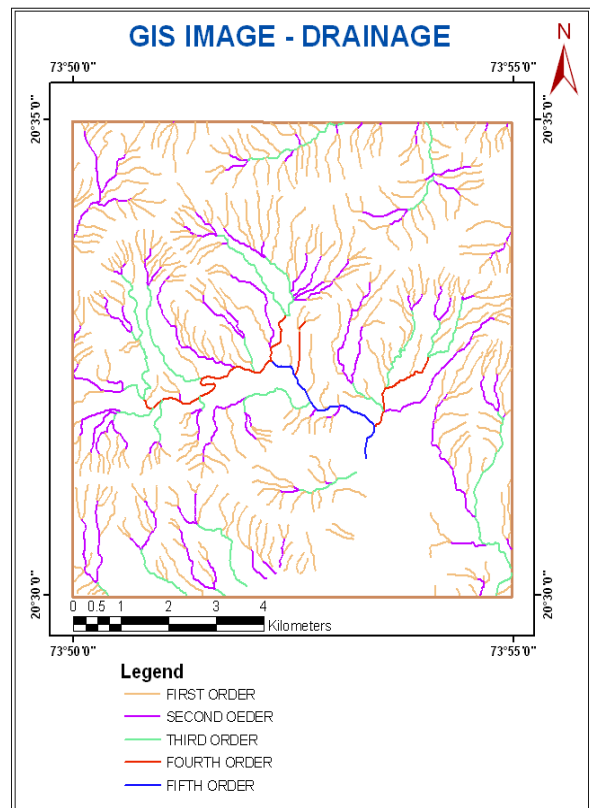 GIS IMAGE - DRAINAGE
N
73°50'0"
73°55'0"
20°35'0"
20°35'0"
20°30'0"
20°30'0"
0 0.5 1 2 3 4
Kilometers
73°50'0"
73°55'0"
Legend
FIRST ORDER
SECOND OEDER
THIRD ORDER
FOURTH ORDER
FIFTH ORDER